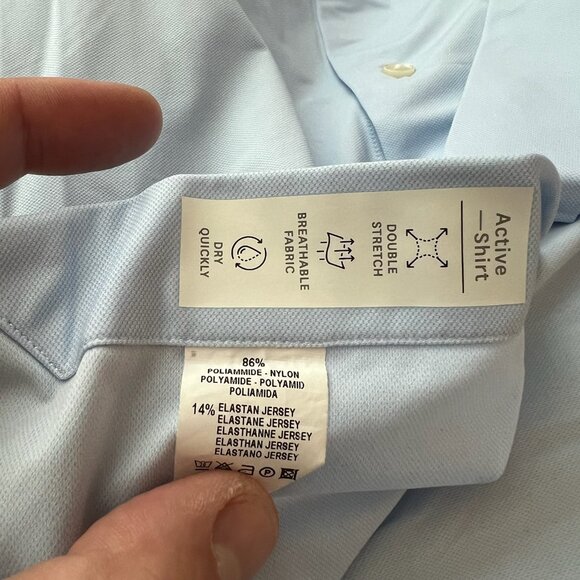 Active
—Shirt
DOUBLE
STRETCH
BREATHABLE
FABRIC
DRY
QUICKLY
86%
POLIAMMIDE - NYLON
POLYAMIDE - POLYAMID
POLIAMIDA
14% ELASTAN JERSEY
ELASTANE JERSEY
ELASTHANNE JERSEY
ELASTHAN JERSEY
ELASTANO JERSEY
P